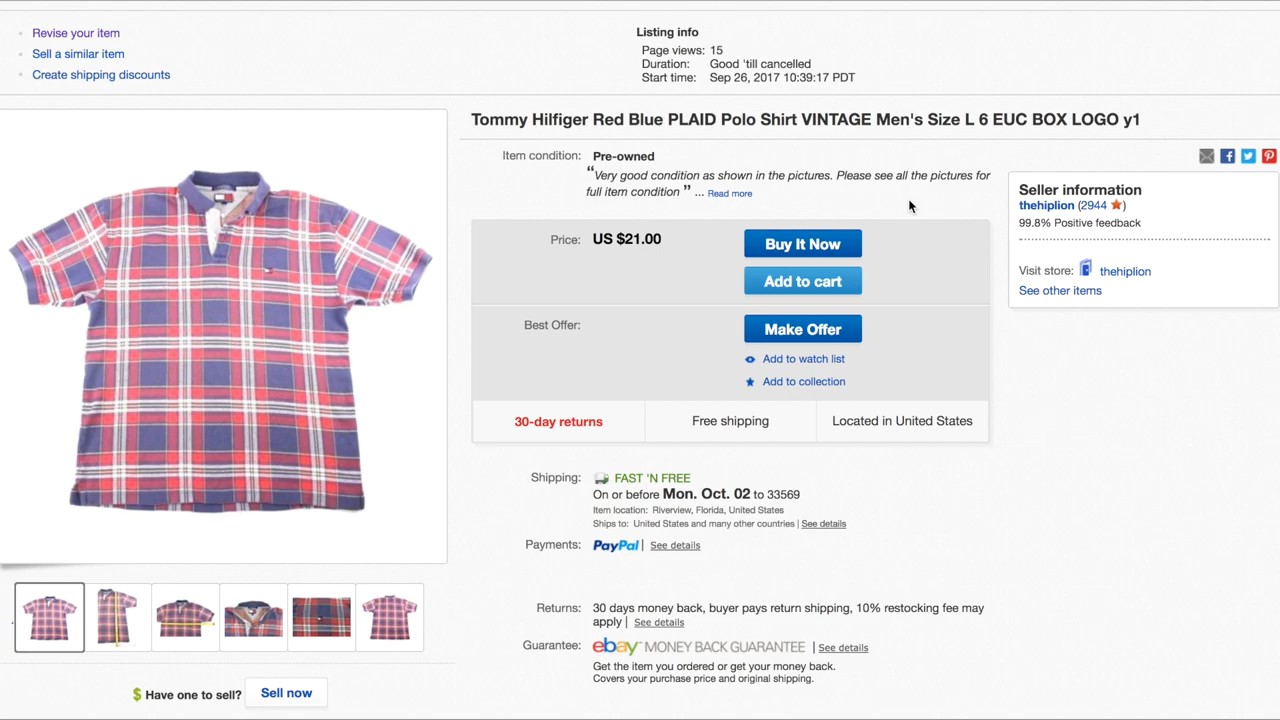 Revise your item
Sell a similar item
Create shipping discounts
Listing info
Page views: 15
Duration: Good 'till cancelled
Start time: Sep 26, 2017 10:39:17 PDT
Tommy Hilfiger Red Blue PLAID Polo Shirt VINTAGE Men's Size L 6 EUC BOX LOGO y1
Item condition: Pre-owned
“Very good condition as shown in the pictures. Please see all the pictures for
full item condition ” ... Read more
Price: US $21.00
Buy It Now
Add to cart
Best Offer:
Make Offer
Add to watch list
Add to collection
30-day returns Free shipping Located in United States
Shipping: FAST 'N FREE
On or before Mon. Oct. 02 to 33569
Item location: Riverview, Florida, United States
Ships to: United States and many other countries | See details
Payments: PayPal | See details
Returns: 30 days money back, buyer pays return shipping, 10% restocking fee may
apply | See details
Guarantee: ebay MONEY BACK GUARANTEE | See details
Get the item you ordered or get your money back.
Covers your purchase price and original shipping.
Seller information
thehiplion (2944 )
99.8% Positive feedback
Visit store: thehiplion
See other items
$ Have one to sell? Sell now